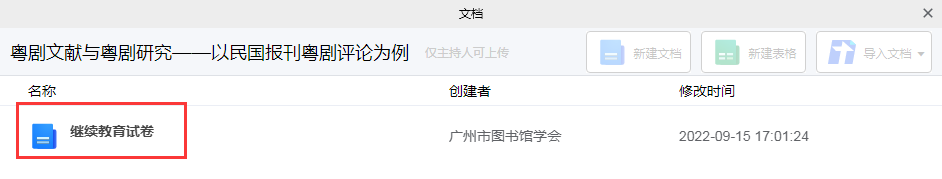 文档
粤剧文献与粤剧研究——以民国报刊粤剧评论为例 仅主持人可上传 新建文档 新建表格 导入文档
名称 创建者 修改时间
继续教育试卷 广州市图书馆学会 2022-09-15 17:01:24